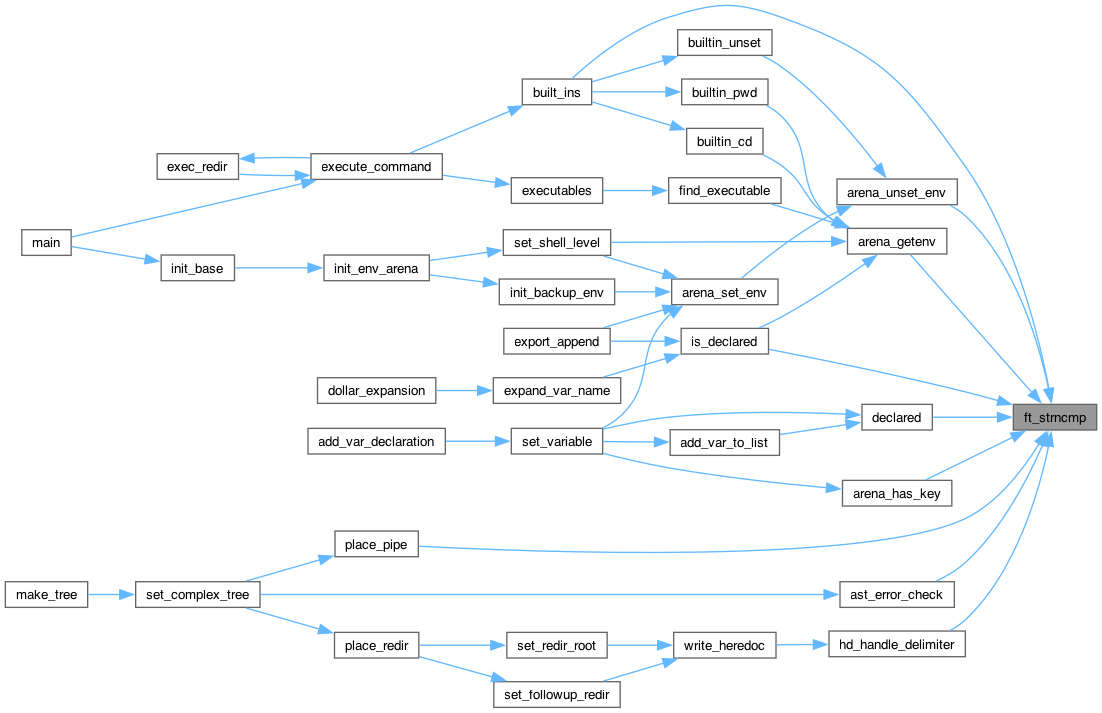 builtin_unset
built_ins
builtin_pwd
builtin_cd
exec_redir
execute_command
executables
find_executable
arena_unset_env
main
set_shell_level
arena_getenv
init_base
init_env_arena
init_backup_env
arena_set_env
export_append
is_declared
dollar_expansion
expand_var_name
ft_strncmp
declared
add_var_declaration
set_variable
add_var_to_list
arena_has_key
place_pipe
make_tree
set_complex_tree
ast_error_check
place_redir
set_redir_root
write_heredoc
hd_handle_delimiter
set_followup_redir